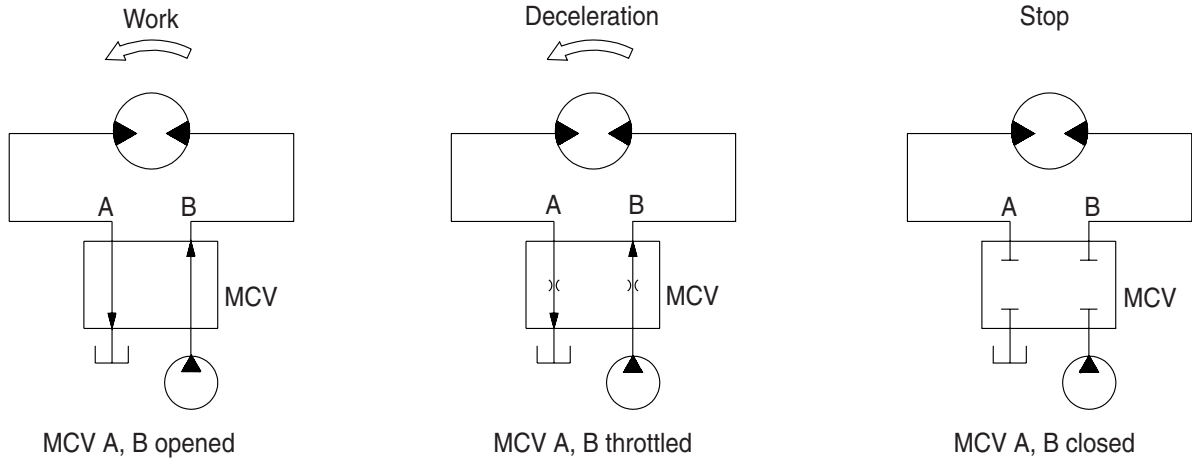 Work
A B
MCV
MCV A, B opened
Deceleration
A B
MCV
MCV A, B throttled
Stop
A B
MCV
MCV A, B closed